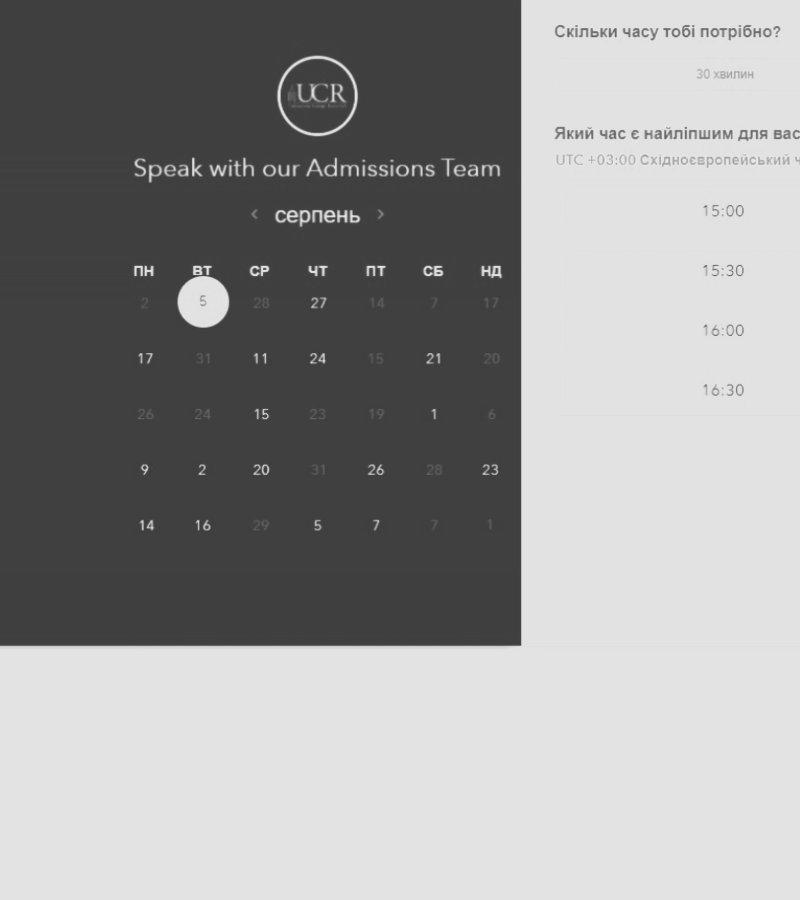 UCR
Speak with our Admissions Team
‹ серпень ›
ПН ВТ СР ЧТ ПТ СБ НД
2 5 28 27 14 7 17
17 31 11 24 15 21 20
26 24 15 23 19 1 6
9 2 20 31 26 28 23
14 16 29 5 7 7 1
Скільки часу тобі потрібно?
30 хвилин
Який час є найліпшим для вас
UTC +03:00 Східноєвропейський ч
15:00
15:30
16:00
16:30